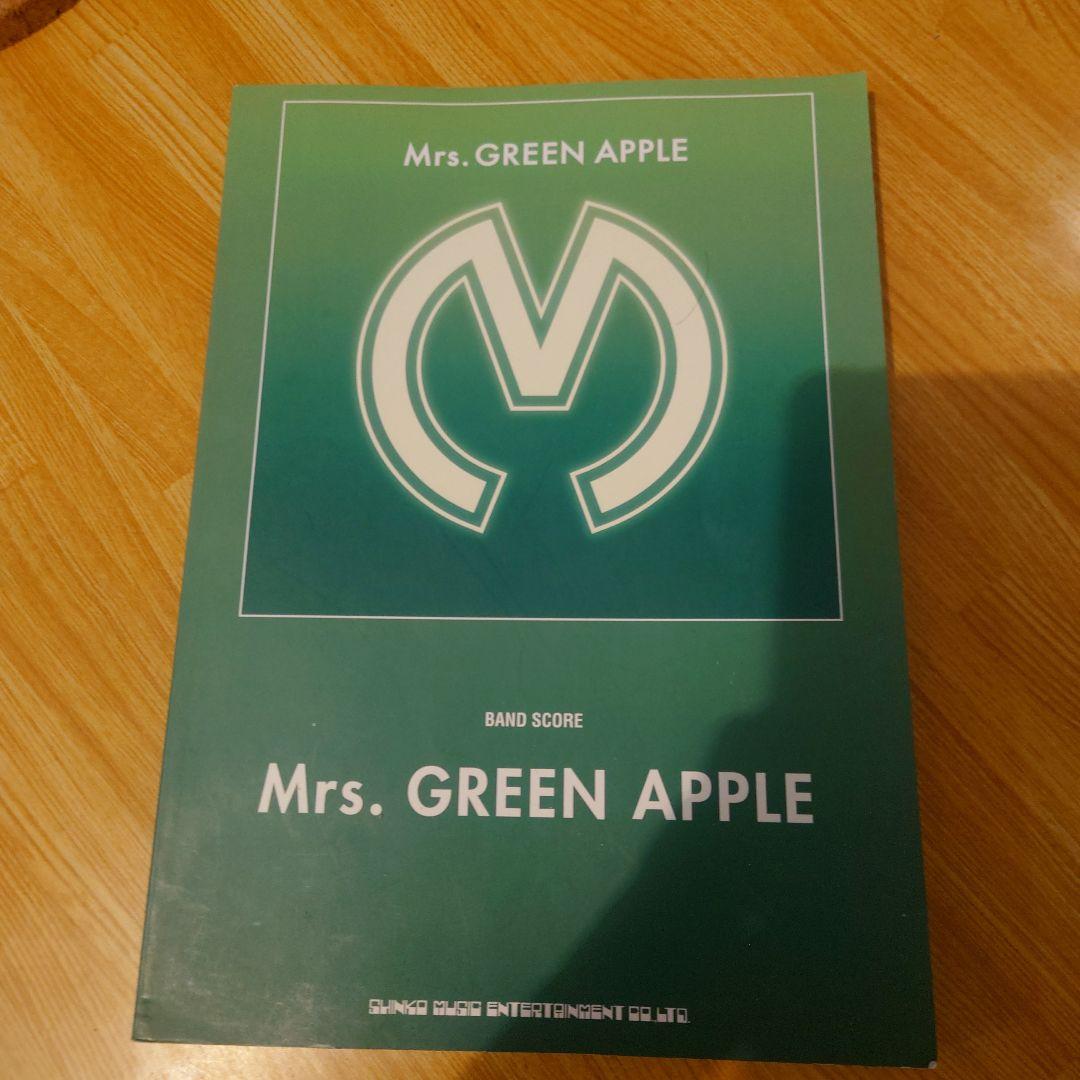 Mrs. GREEN APPLE
BAND SCORE
Mrs. GREEN APPLE
SHINKO MUSIC ENTERTAINMENT CO.,LTD.